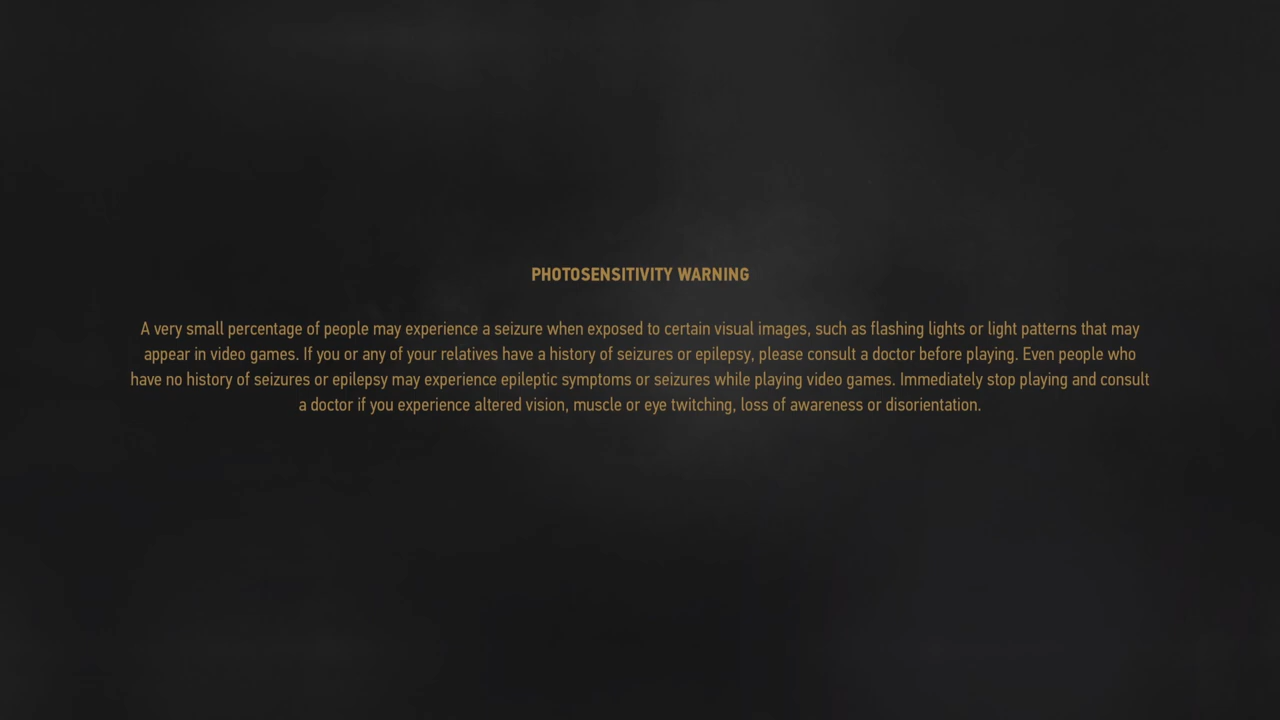 PHOTOSENSITIVITY WARNING
A very small percentage of people may experience a seizure when exposed to certain visual images, such as flashing lights or light patterns that may
appear in video games. If you or any of your relatives have a history of seizures or epilepsy, please consult a doctor before playing. Even people who
have no history of seizures or epilepsy may experience epileptic symptoms or seizures while playing video games. Immediately stop playing and consult
a doctor if you experience altered vision, muscle or eye twitching, loss of awareness or disorientation.